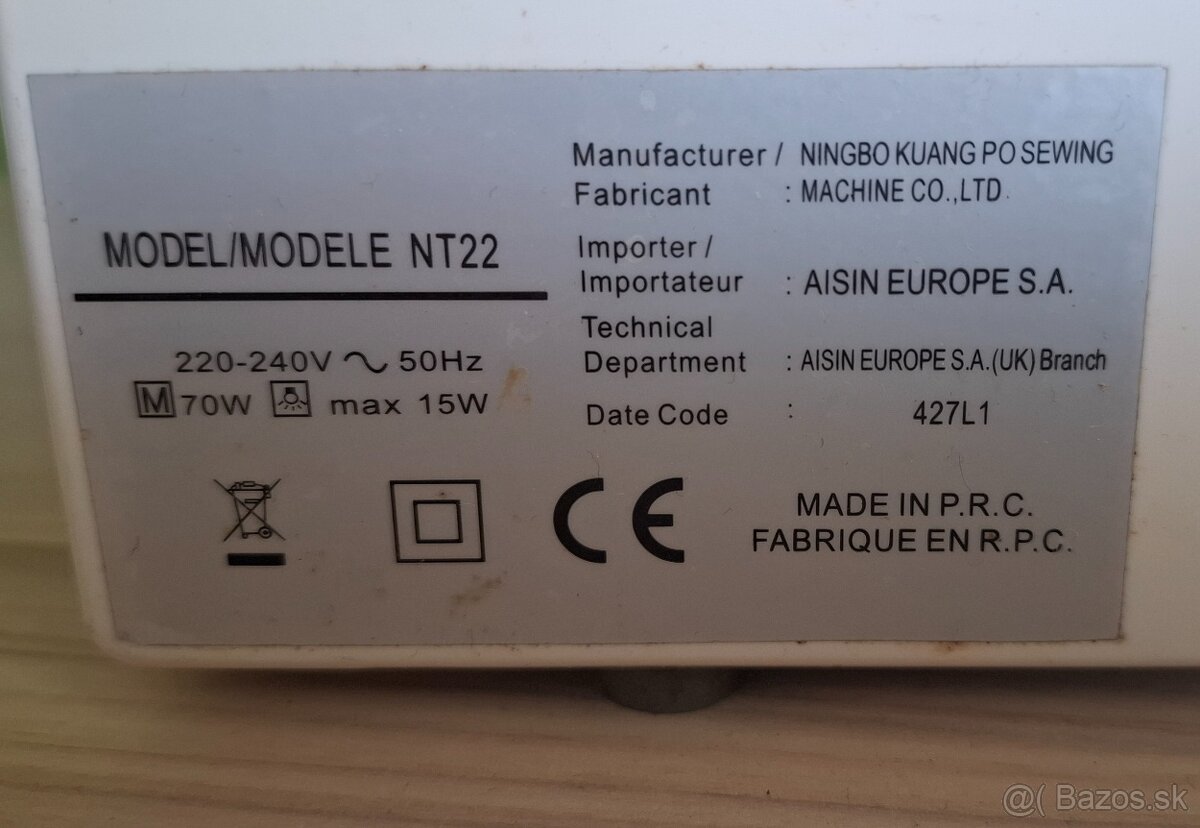 MODEL/MODELE NT22
220-240V ~ 50Hz
M 70W max 15W
Manufacturer / NINGBO KUANG PO SEWING
Fabricant : MACHINE CO.,LTD.
Importer /
Importateur : AISIN EUROPE S.A.
Technical
Department : AISIN EUROPE S.A.(UK) Branch
Date Code : 427L1
CE
MADE IN P.R.C.
FABRIQUE EN R.P.C.
@( Bazos.sk